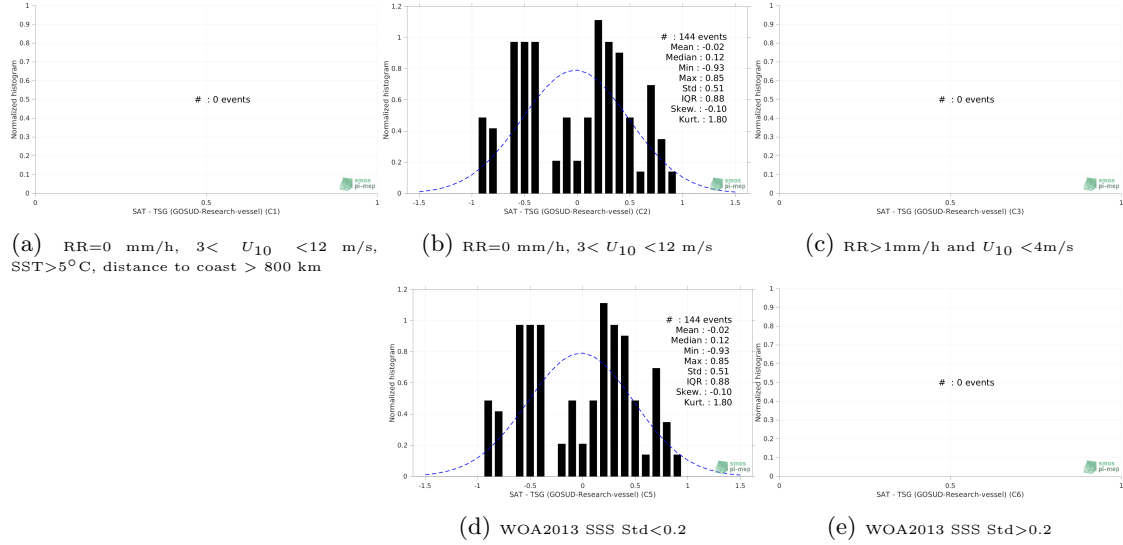 1
0.9
0.8
0.7
0.6
0.5
0.4
0.3
0.2
0.1
0
Normalized histogram
# : 0 events
smos
pi-mep
0 0.5 1
SAT - TSG (GOSUD-Research-vessel) (C1)
(a) RR=0 mm/h, 3< U10 <12 m/s,
SST>5°C, distance to coast > 800 km
1.2
1
0.8
0.6
0.4
0.2
0
Normalized histogram
# : 144 events
Mean : -0.02
Median : 0.12
Min : -0.93
Max : 0.85
Std : 0.51
IQR : 0.88
Skew. : -0.10
Kurt. : 1.80
smos
pi-mep
-1.5 -1 -0.5 0 0.5 1 1.5
SAT - TSG (GOSUD-Research-vessel) (C2)
(b) RR=0 mm/h, 3< U10 <12 m/s
1
0.9
0.8
0.7
0.6
0.5
0.4
0.3
0.2
0.1
0
Normalized histogram
# : 0 events
smos
pi-mep
0 0.5 1
SAT - TSG (GOSUD-Research-vessel) (C3)
(c) RR>1mm/h and U10 <4m/s
1.2
1
0.8
0.6
0.4
0.2
0
Normalized histogram
# : 144 events
Mean : -0.02
Median : 0.12
Min : -0.93
Max : 0.85
Std : 0.51
IQR : 0.88
Skew. : -0.10
Kurt. : 1.80
smos
pi-mep
-1.5 -1 -0.5 0 0.5 1 1.5
SAT - TSG (GOSUD-Research-vessel) (C5)
(d) WOA2013 SSS Std<0.2
1
0.9
0.8
0.7
0.6
0.5
0.4
0.3
0.2
0.1
0
Normalized histogram
# : 0 events
smos
pi-mep
0 0.5 1
SAT - TSG (GOSUD-Research-vessel) (C6)
(e) WOA2013 SSS Std>0.2